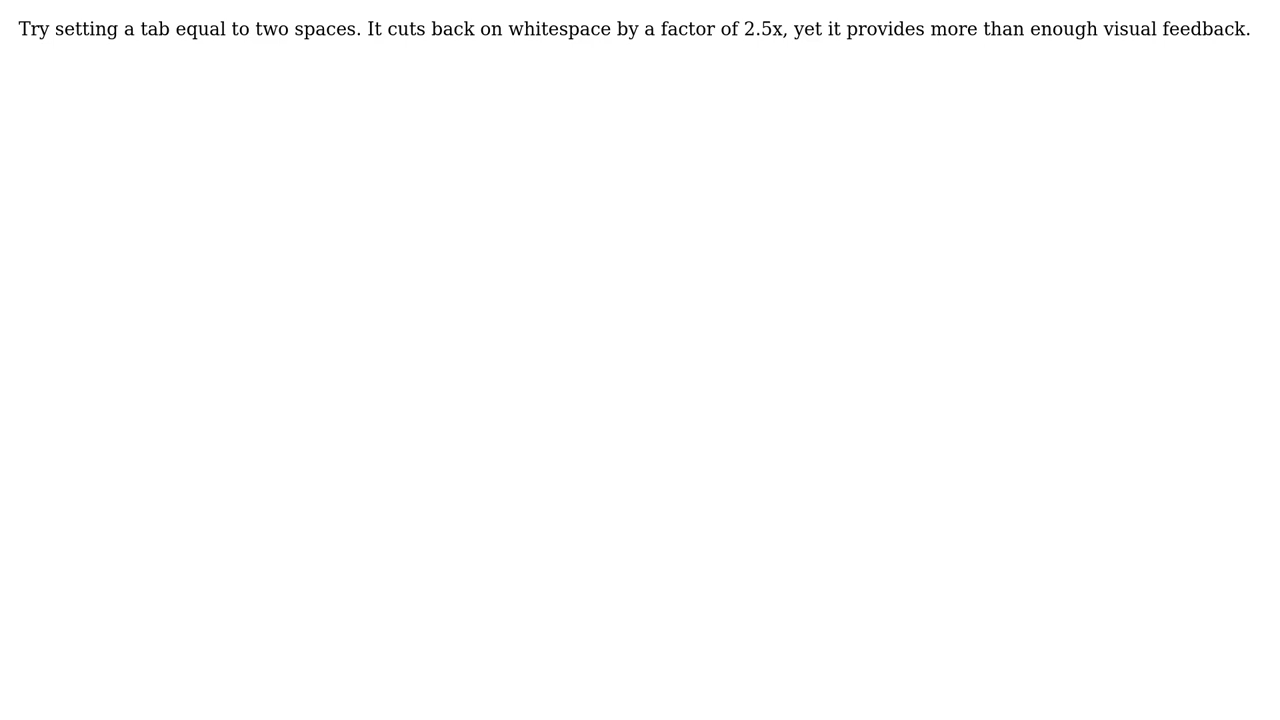 Try setting a tab equal to two spaces. It cuts back on whitespace by a factor of 2.5x, yet it provides more than enough visual feedback.